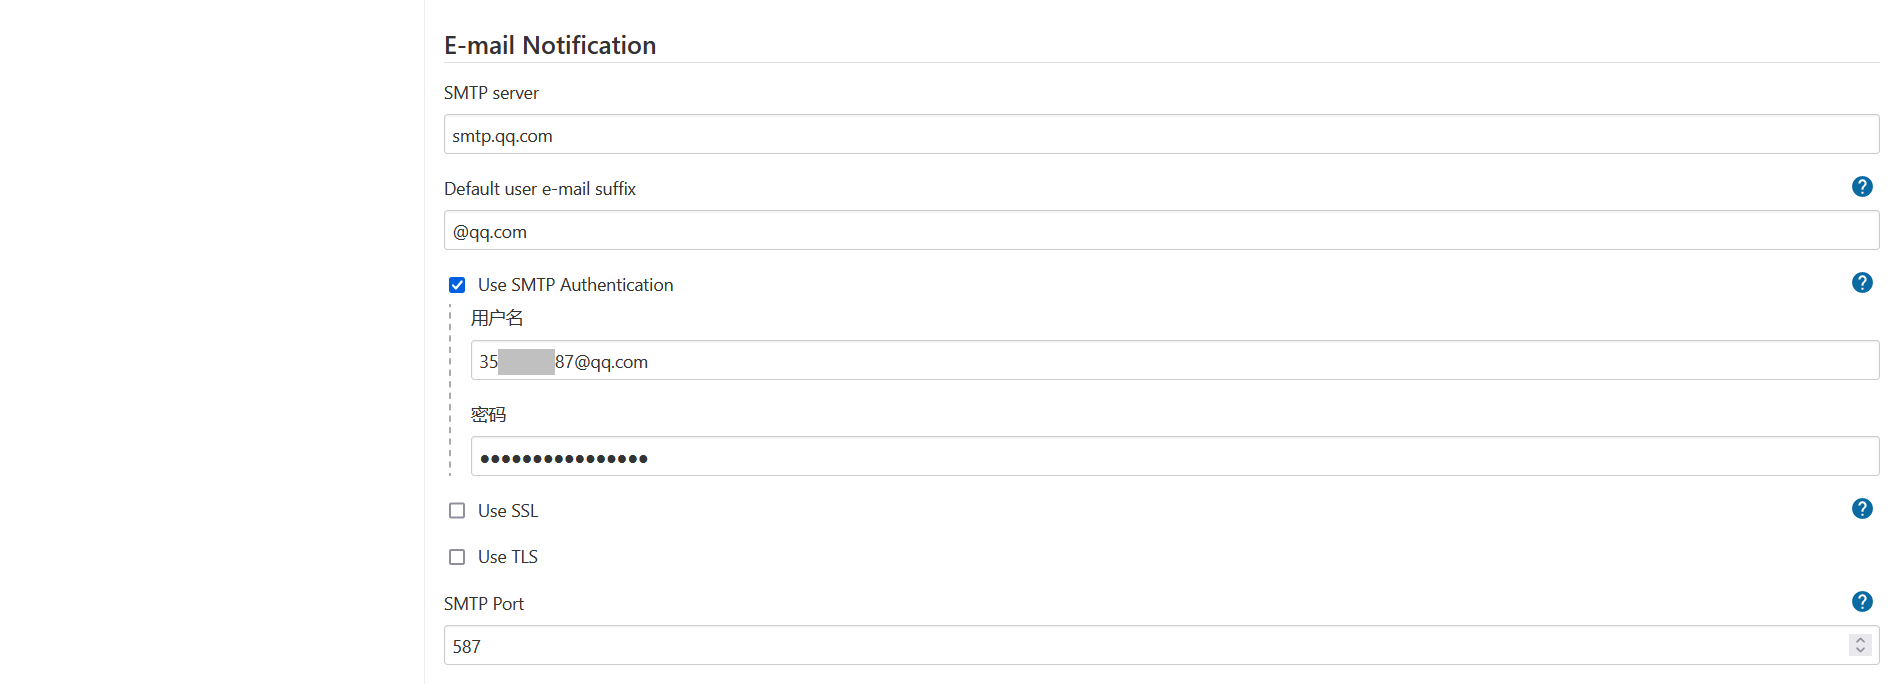 E-mail Notification
SMTP server
smtp.qq.com
Default user e-mail suffix
?
@qq.com
Use SMTP Authentication
?
用户名
35 87@qq.com
密码
●●●●●●●●●●●●●●●●
Use SSL
?
Use TLS
SMTP Port
?
587